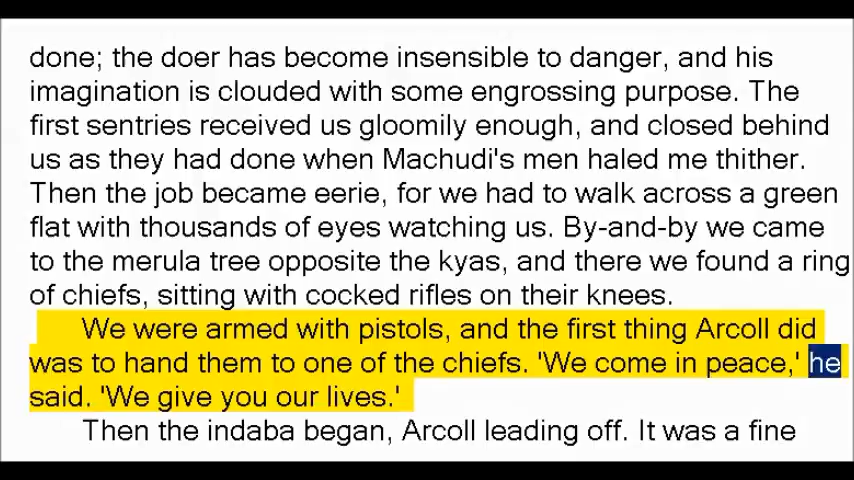 done; the doer has become insensible to danger, and his
imagination is clouded with some engrossing purpose. The
first sentries received us gloomily enough, and closed behind
us as they had done when Machudi's men haled me thither.
Then the job became eerie, for we had to walk across a green
flat with thousands of eyes watching us. By-and-by we came
to the merula tree opposite the kyas, and there we found a ring
of chiefs, sitting with cocked rifles on their knees.
We were armed with pistols, and the first thing Arcoll did
was to hand them to one of the chiefs. 'We come in peace,' he
said. 'We give you our lives.'
Then the indaba began, Arcoll leading off. It was a fine